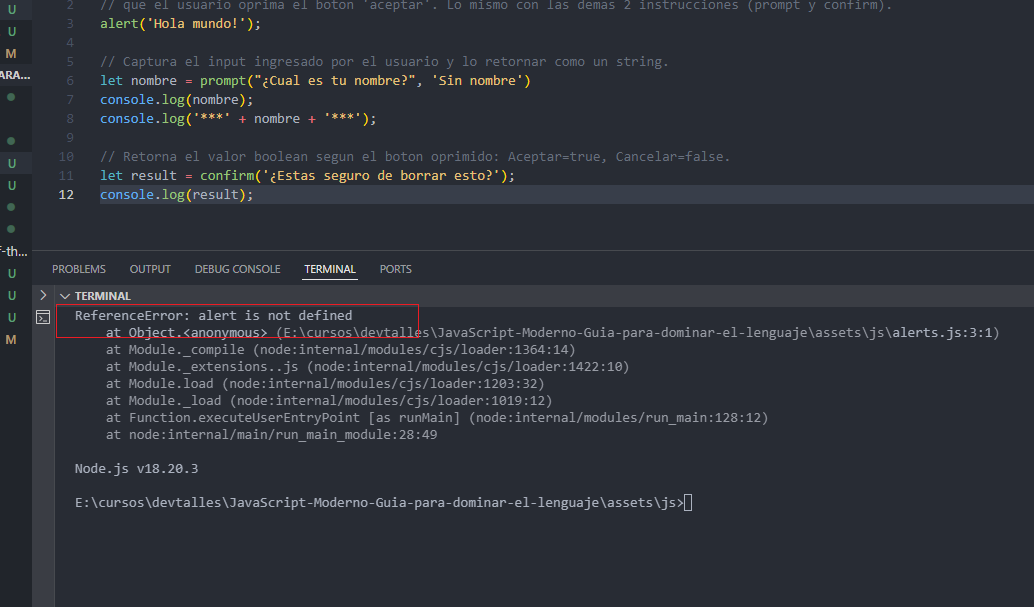 U
2 // que el usuario oprima el boton 'aceptar'. Lo mismo con las demas 2 instrucciones (prompt y confirm).
U
3 alert('Hola mundo!');
M
4
5 // Captura el input ingresado por el usuario y lo retornar como un string.
ARA...
6 let nombre = prompt("¿Cual es tu nombre?", 'Sin nombre')
7 console.log(nombre);
8 console.log('***' + nombre + '***');
9
10 // Retorna el valor boolean segun el boton oprimido: Aceptar=true, Cancelar=false.
U
11 let result = confirm('¿Estas seguro de borrar esto?');
U
12 console.log(result);
f-th...
U
U
U
M
PROBLEMS OUTPUT DEBUG CONSOLE TERMINAL PORTS
TERMINAL
ReferenceError: alert is not defined
at Object.<anonymous> (E:\cursos\devtalles\JavaScript-Moderno-Guia-para-dominar-el-lenguaje\assets\js\alerts.js:3:1)
at Module._compile (node:internal/modules/cjs/loader:1364:14)
at Module._extensions..js (node:internal/modules/cjs/loader:1422:10)
at Module.load (node:internal/modules/cjs/loader:1203:32)
at Module._load (node:internal/modules/cjs/loader:1019:12)
at Function.executeUserEntryPoint [as runMain] (node:internal/modules/run_main:128:12)
at node:internal/main/run_main_module:28:49
Node.js v18.20.3
E:\cursos\devtalles\JavaScript-Moderno-Guia-para-dominar-el-lenguaje\assets\js>